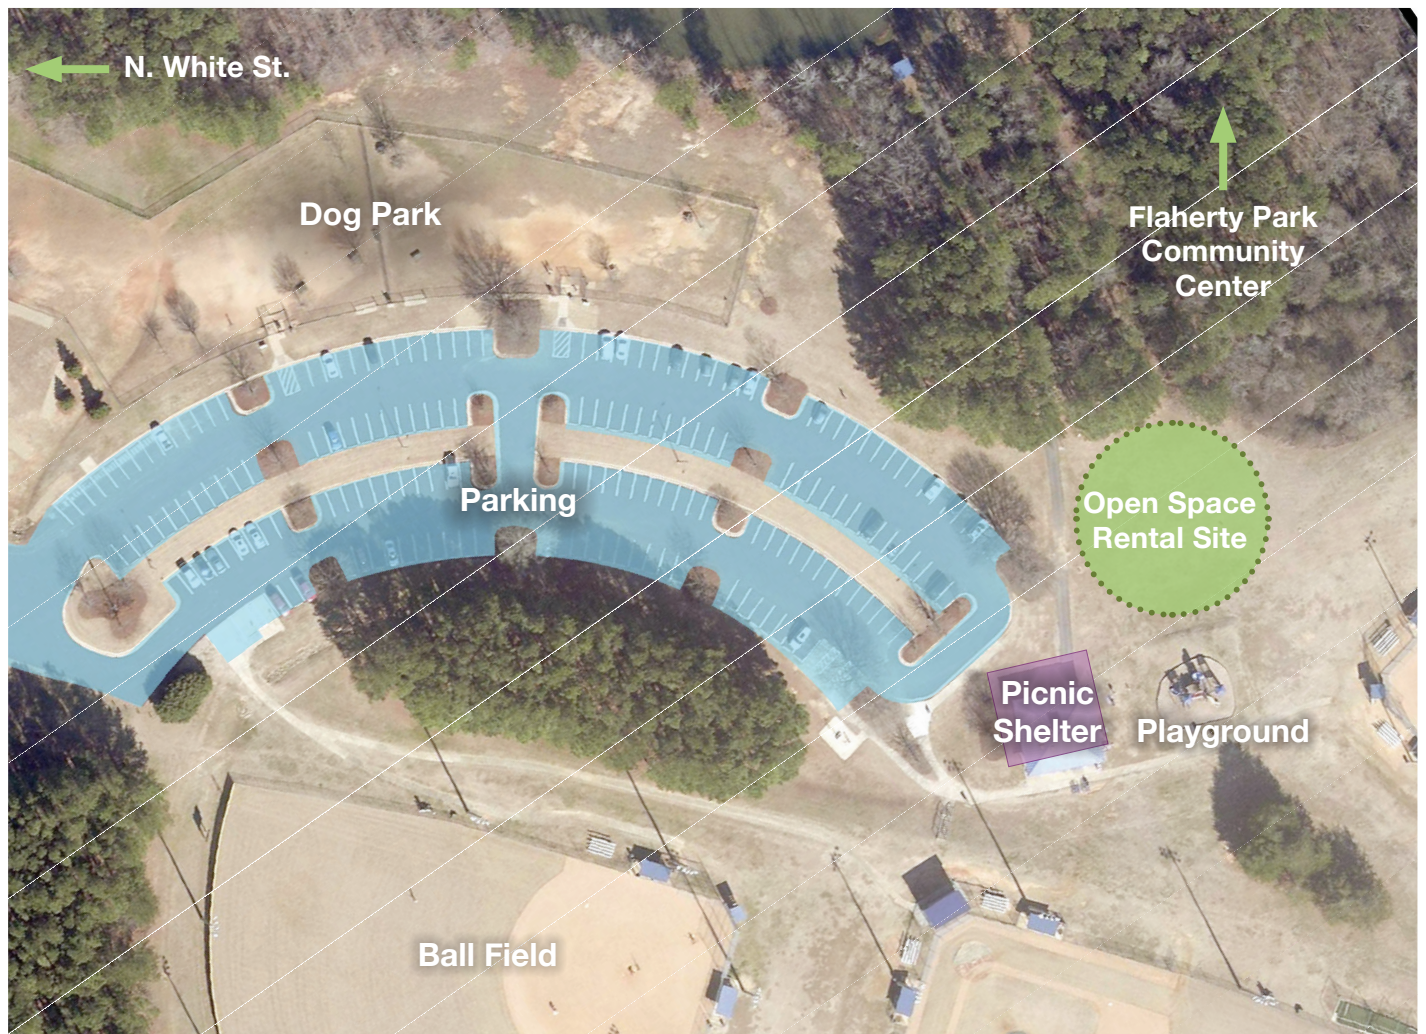 N. White St.
Dog Park
Flaherty Park
Community
Center
Parking
Open Space
Rental Site
Picnic
Shelter
Playground
Ball Field